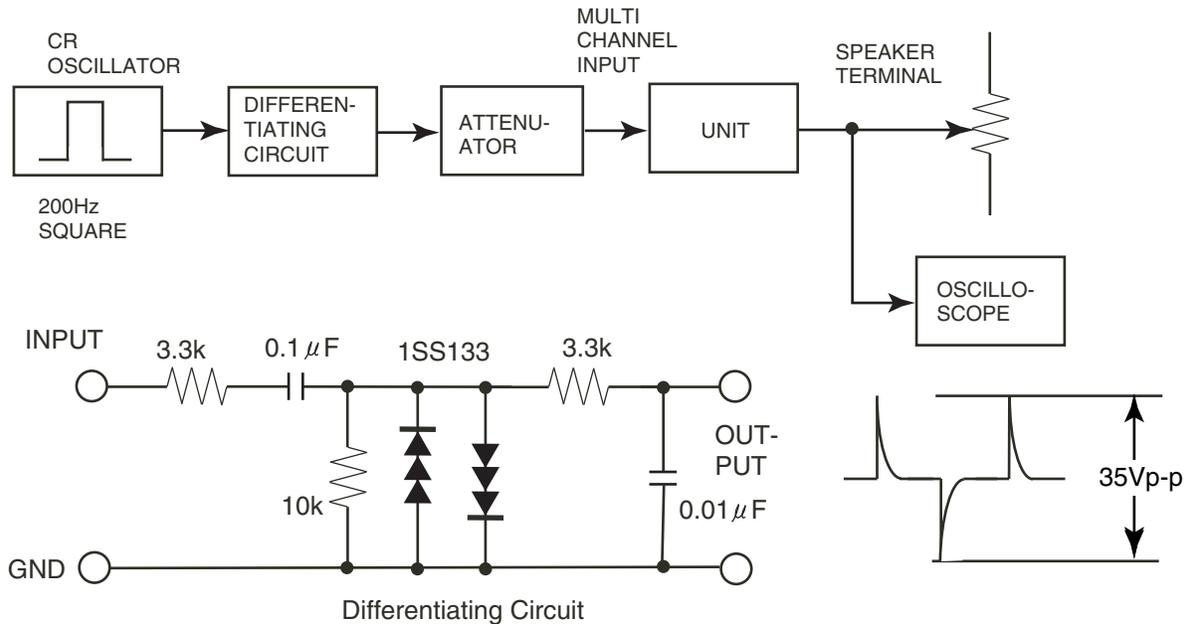 MULTI
CHANNEL
INPUT
CR
OSCILLATOR
SPEAKER
TERMINAL
DIFFEREN-
TIATING
CIRCUIT
ATTENU-
ATOR
UNIT
200Hz
SQUARE
OSCILLO-
SCOPE
INPUT
3.3k
0.1μF
1SS133
3.3k
OUT-
PUT
10k
0.01μF
35Vp-p
GND
Differentiating Circuit